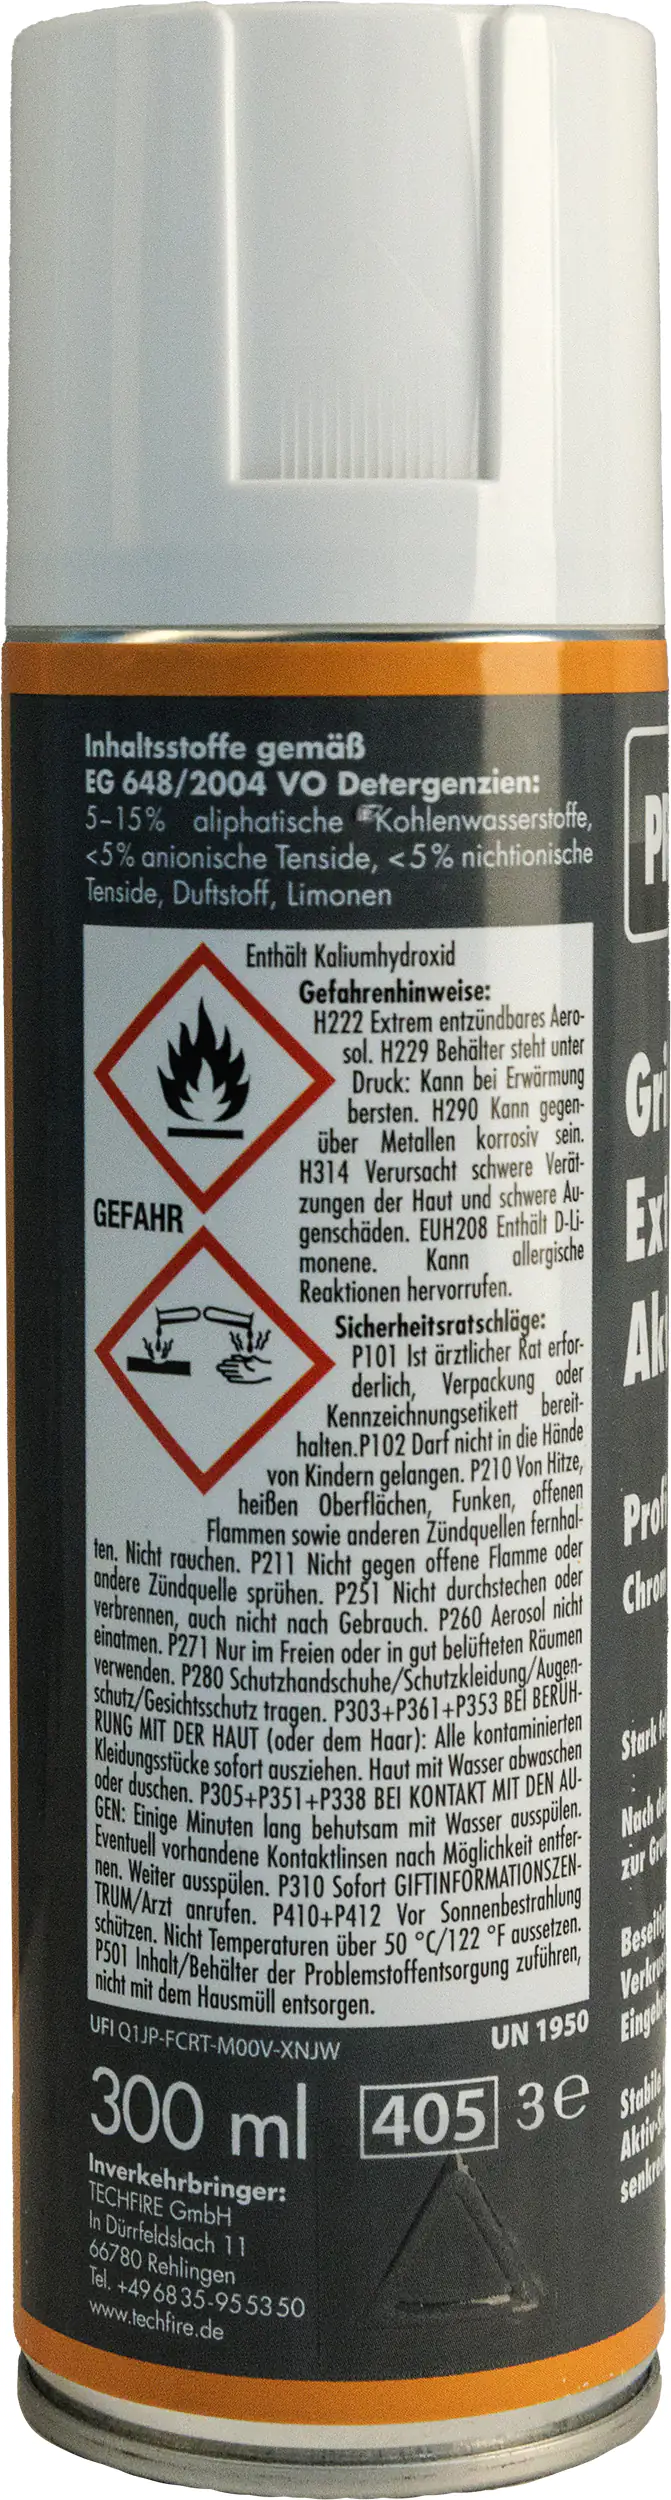 Inhaltsstoffe gemäß
EG 648/2004 VO Detergenzien:
5–15% aliphatische Kohlenwasserstoffe,
<5% anionische Tenside, <5% nichtionische
Tenside, Duftstoff, Limonen
Enthält Kaliumhydroxid
Gefahrenhinweise:
H222 Extrem entzündbares Aero-
sol. H229 Behälter steht unter
Druck: Kann bei Erwärmung
bersten. H290 Kann gegen-
über Metallen korrosiv sein.
H314 Verursacht schwere Verät-
zungen der Haut und schwere Au-
genschäden. EUH208 Enthält D-Li-
monene. Kann allergische
Reaktionen hervorrufen.
GEFAHR
Sicherheitsratschläge:
P101 Ist ärztlicher Rat erfor-
derlich, Verpackung oder
Kennzeichnungsetikett bereit-
halten.P102 Darf nicht in die Hände
von Kindern gelangen. P210 Von Hitze,
heißen Oberflächen, Funken, offenen
Flammen sowie anderen Zündquellen fernhal-
ten. Nicht rauchen. P211 Nicht gegen offene Flamme oder
andere Zündquelle sprühen. P251 Nicht durchstechen oder
verbrennen, auch nicht nach Gebrauch. P260 Aerosol nicht
einatmen. P271 Nur im Freien oder in gut belüfteten Räumen
verwenden. P280 Schutzhandschuhe/Schutzkleidung/Augen-
schutz/Gesichtsschutz tragen. P303+P361+P353 BEI BERÜH-
RUNG MIT DER HAUT (oder dem Haar): Alle kontaminierten
Kleidungsstücke sofort ausziehen. Haut mit Wasser abwaschen
oder duschen. P305+P351+P338 BEI KONTAKT MIT DEN AU-
GEN: Einige Minuten lang behutsam mit Wasser ausspülen.
Eventuell vorhandene Kontaktlinsen nach Möglichkeit entfer-
nen. Weiter ausspülen. P310 Sofort GIFTINFORMATIONSZEN-
TRUM/Arzt anrufen. P410+P412 Vor Sonnenbestrahlung
schützen. Nicht Temperaturen über 50 °C/122 °F aussetzen.
P501 Inhalt/Behälter der Problemstoffentsorgung zuführen,
nicht mit dem Hausmüll entsorgen.
UFI Q1JP-FCRT-M00V-XNJW
UN 1950
300 ml
405 3 e
Inverkehrbringer:
TECHFIRE GmbH
In Dürrfeldslach 11
66780 Rehlingen
Tel. +49 68 35-95 53 50
www.techfire.de
Gri
Ext
Profi
Chrom
Stark
Nach
zur
Stabile